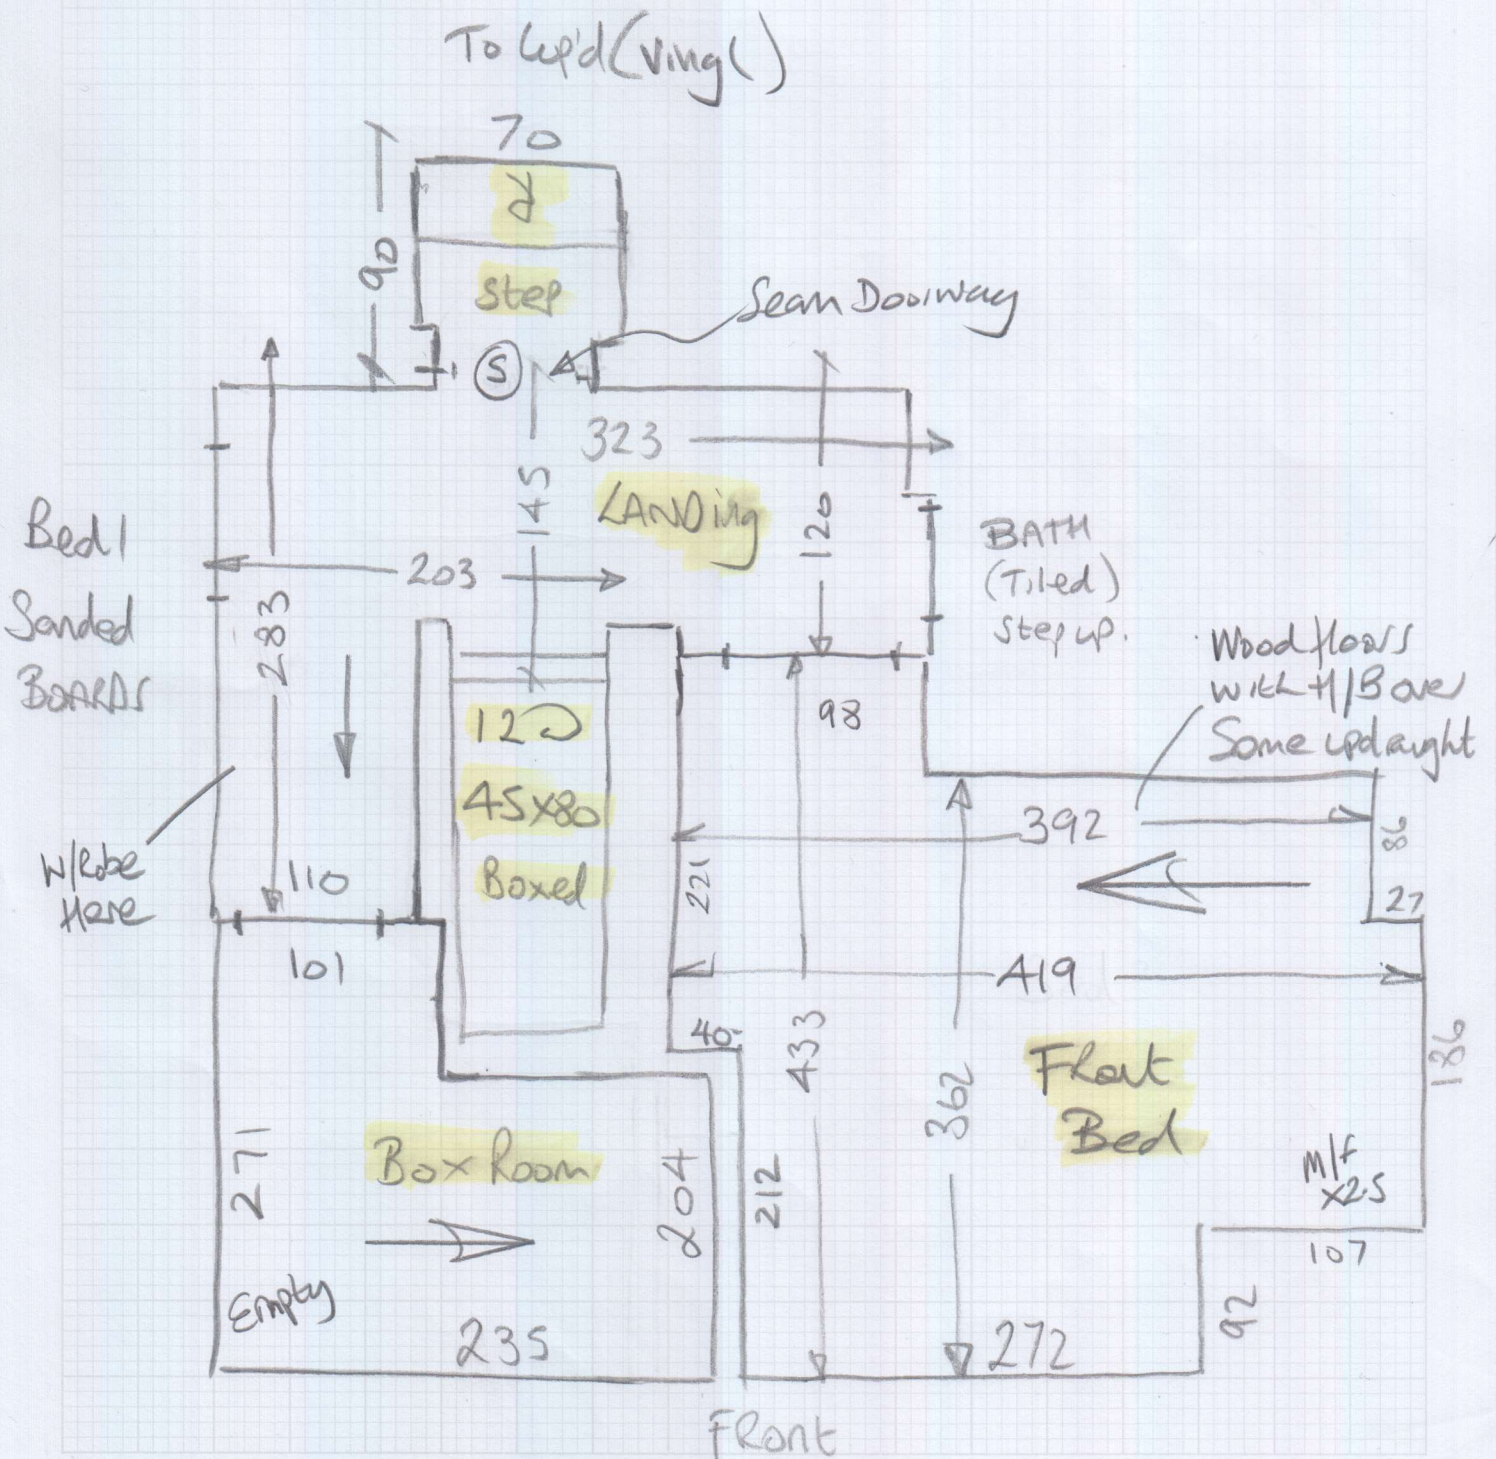 To Cup'd (Vinyl)
70
R
90
Step
Seam Doorway
S
323
145
LANDing
120
BATH
(Tiled)
Step up.
Bed 1
Sanded
BOARDS
203
283
Wood floors
with H/B over
Some updraught
12
98
45x80
Boxed
392
86
27
W/Robe
Here
110
101
221
419
40
433
362
Front
Bed
186
271
Box Room
204
212
M/F
x2.5
107
92
Empty
235
272
FRont